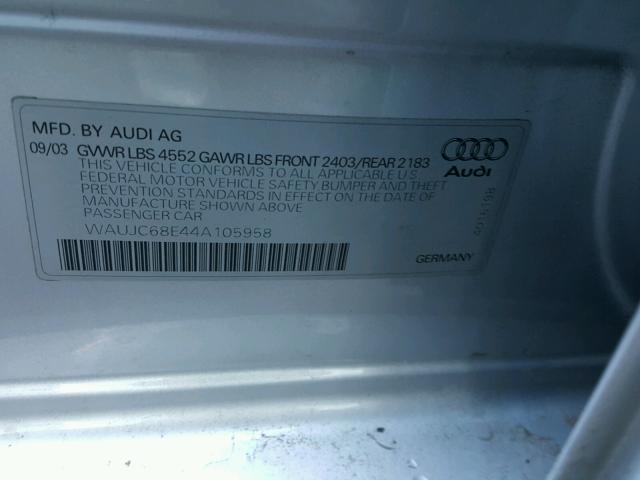 MFD. BY AUDI AG
09/03 GVWR LBS 4552 GAWR LBS FRONT 2403/REAR 2183
THIS VEHICLE CONFORMS TO ALL APPLICABLE U.S.
FEDERAL MOTOR VEHICLE SAFETY, BUMPER AND THEFT
PREVENTION STANDARDS IN EFFECT ON THE DATE OF
MANUFACTURE SHOWN ABOVE
PASSENGER CAR
WAUJC68E44A105958
Audi
4016198
GERMANY